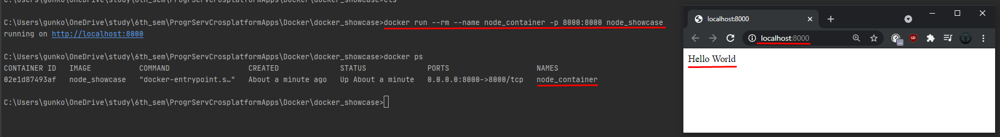 C:\Users\gunko\OneDrive\study\6th_sem\ProgrServCrosplatformApps\Docker\docker_showcase>cls
C:\Users\gunko\OneDrive\study\6th_sem\ProgrServCrosplatformApps\Docker\docker_showcase>docker run --rm --name node_container -p 8000:8000 node_showcase
running on http://localhost:8000
C:\Users\gunko\OneDrive\study\6th_sem\ProgrServCrosplatformApps\Docker\docker_showcase>docker ps
CONTAINER ID IMAGE COMMAND CREATED STATUS PORTS NAMES
02e1d87493af node_showcase "docker-entrypoint.s…" About a minute ago Up About a minute 0.0.0.0:8000->8000/tcp node_container
C:\Users\gunko\OneDrive\study\6th_sem\ProgrServCrosplatformApps\Docker\docker_showcase>
localhost:8000
localhost:8000
Hello World